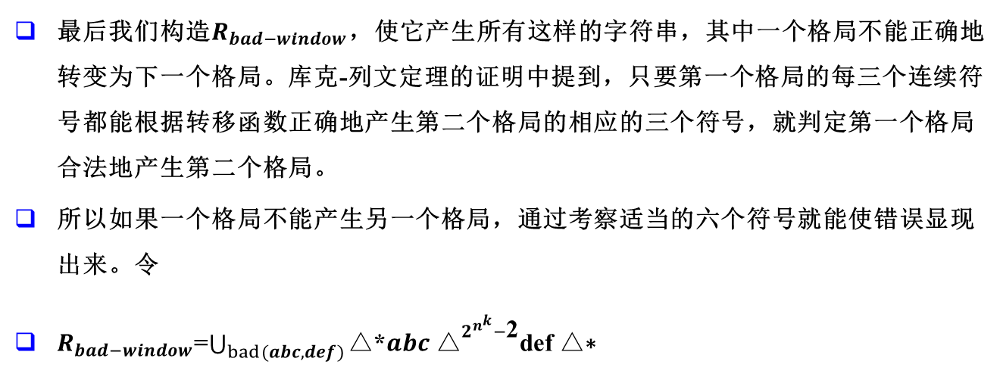 ❑ 最后我们构造R_{bad−window}，使它产生所有这样的字符串，其中一个格局不能正确地
转变为下一个格局。库克-列文定理的证明中提到，只要第一个格局的每三个连续符
号都能根据转移函数正确地产生第二个格局的相应的三个符号，就判定第一个格局
合法地产生第二个格局。
❑ 所以如果一个格局不能产生另一个格局，通过考察适当的六个符号就能使错误显现
出来。令
❑ R_{bad−window}=⋃_{bad(abc,def)} △*abc △^{2^{n^k}−2}def △*